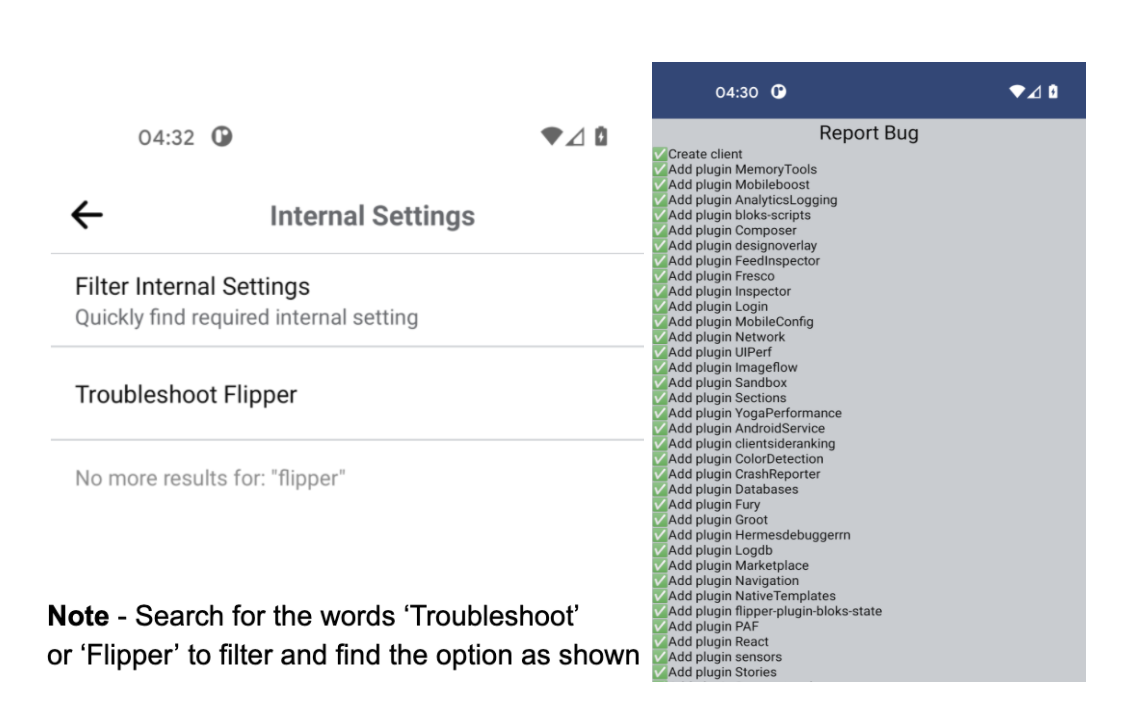 04:32
Internal Settings
Filter Internal Settings
Quickly find required internal setting
Troubleshoot Flipper
No more results for: "flipper"
Note - Search for the words ‘Troubleshoot’
or ‘Flipper’ to filter and find the option as shown
04:30
Report Bug
✅Create client
✅Add plugin MemoryTools
✅Add plugin Mobileboost
✅Add plugin AnalyticsLogging
✅Add plugin bloks-scripts
✅Add plugin Composer
✅Add plugin designoverlay
✅Add plugin FeedInspector
✅Add plugin Fresco
✅Add plugin Inspector
✅Add plugin Login
✅Add plugin MobileConfig
✅Add plugin Network
✅Add plugin UIPerf
✅Add plugin Imageflow
✅Add plugin Sandbox
✅Add plugin Sections
✅Add plugin YogaPerformance
✅Add plugin AndroidService
✅Add plugin clientsideranking
✅Add plugin ColorDetection
✅Add plugin CrashReporter
✅Add plugin Databases
✅Add plugin Fury
✅Add plugin Groot
✅Add plugin Hermesdebuggerrn
✅Add plugin Logdb
✅Add plugin Marketplace
✅Add plugin Navigation
✅Add plugin NativeTemplates
✅Add plugin flipper-plugin-bloks-state
✅Add plugin PAF
✅Add plugin React
✅Add plugin sensors
✅Add plugin Stories